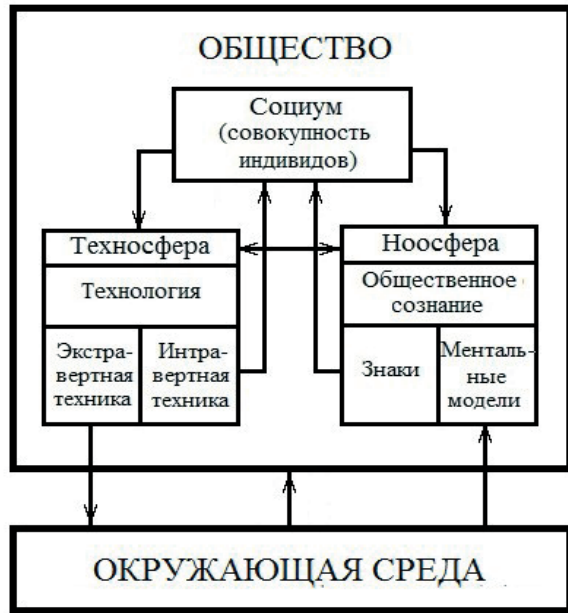 ОБЩЕСТВО
Социум
(совокупность
индивидов)
Техносфера
Технология
Экстра-
вертная
техника
Интра-
вертная
техника
Ноосфера
Общественное
сознание
Знаки
Менталь-
ные
модели
ОКРУЖАЮЩАЯ СРЕДА